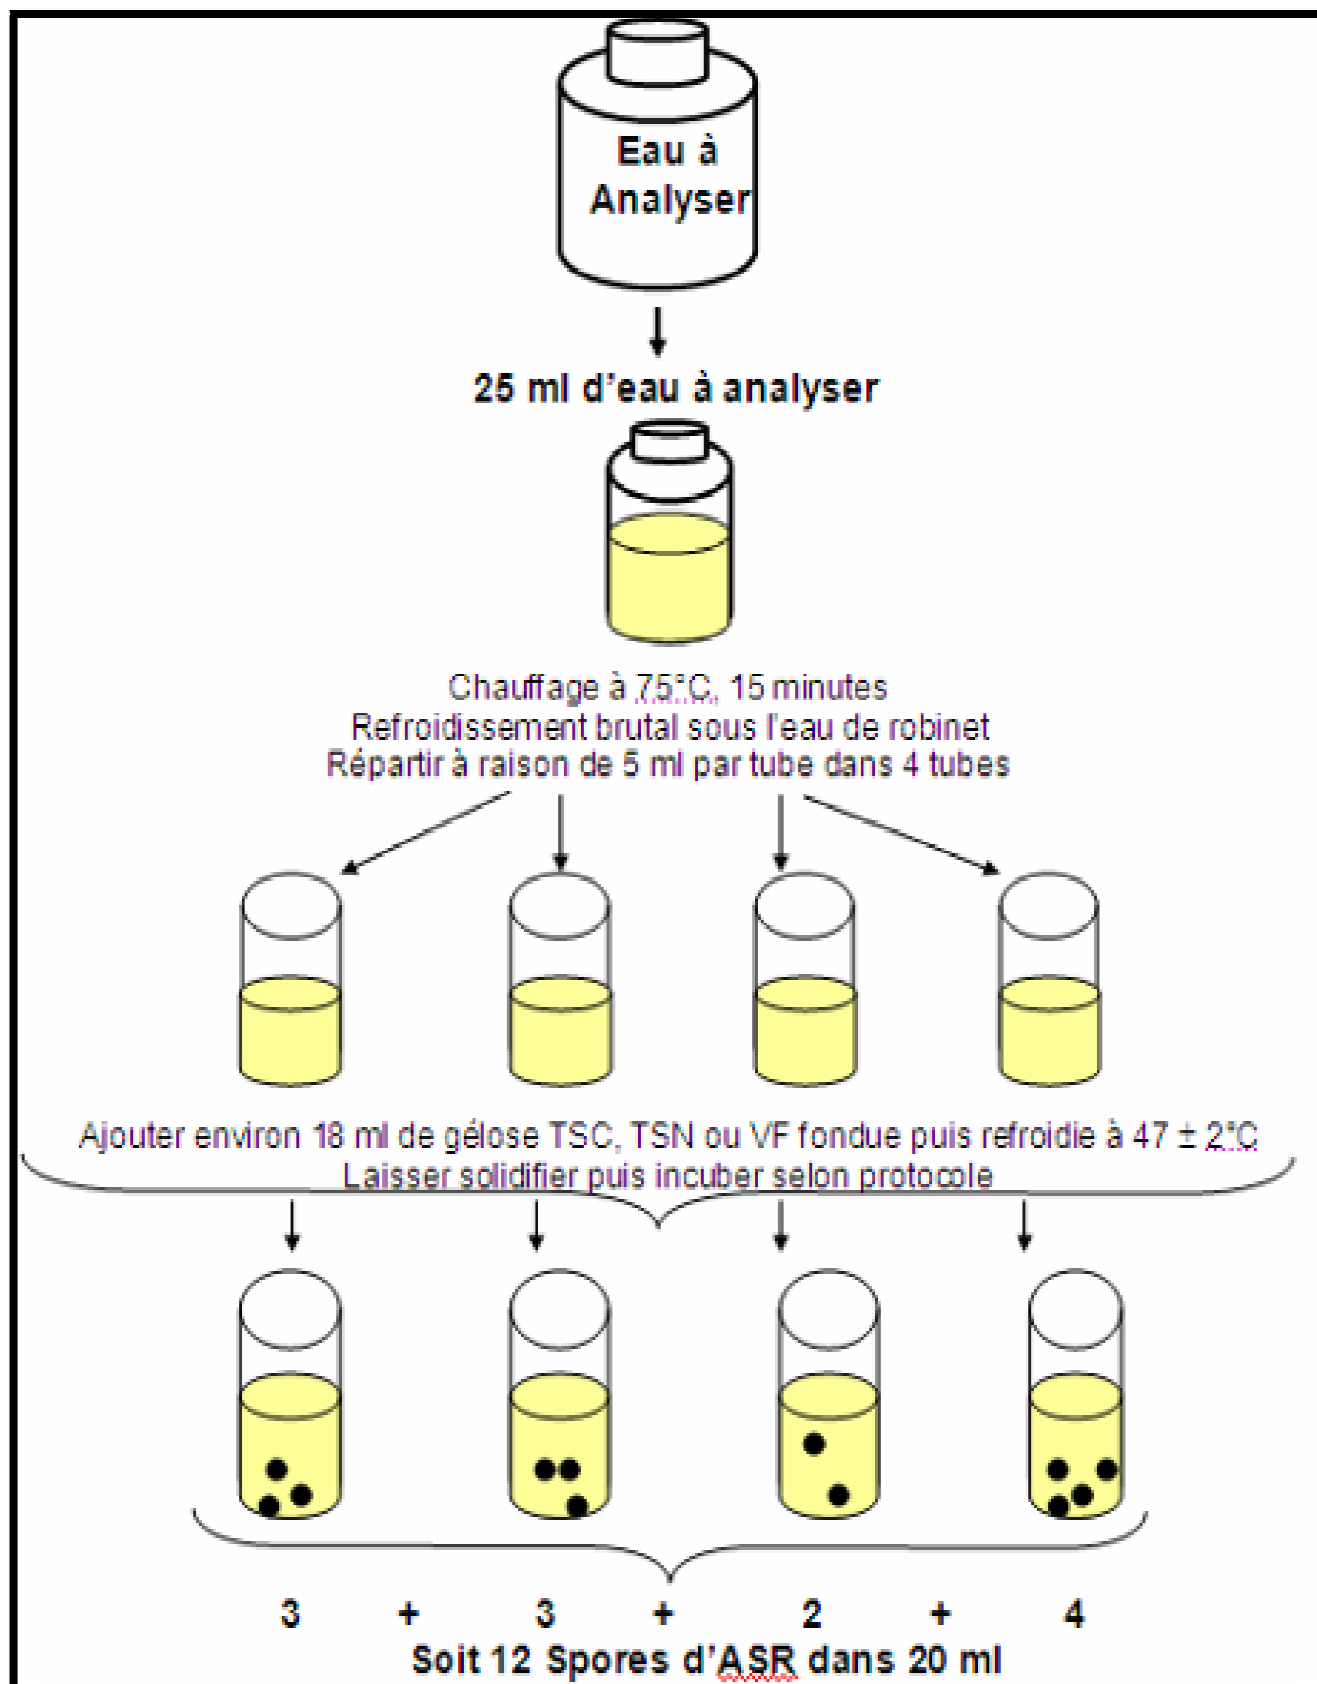 Eau à
Analyser
25 ml d'eau à analyser
Chauffage à 75°C, 15 minutes
Refroidissement brutal sous l'eau de robinet
Répartir à raison de 5 ml par tube dans 4 tubes
Ajouter environ 18 ml de gélose TSC, TSN ou VF fondue puis refroidie à 47 ± 2°C
Laisser solidifier puis incuber selon protocole
3 + 3 + 2 + 4
Soit 12 Spores d'ASR dans 20 ml